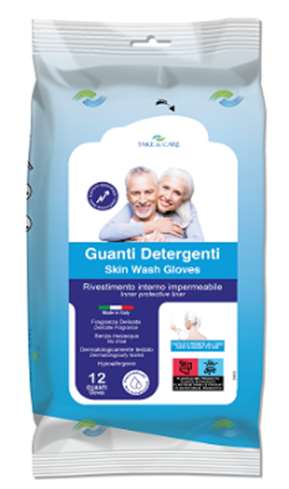 TAKE & CARE
Guanti Detergenti
Skin Wash Gloves
Rivestimento interno impermeabile
Inner protective liner
Made in Italy
Fragranza Delicata
Delicate Fragrance
Senza risciacquo
No rinse
Dermatologicamente testato
Dermatologically tested
Hypoallergenic
12
GUANTI
Gloves